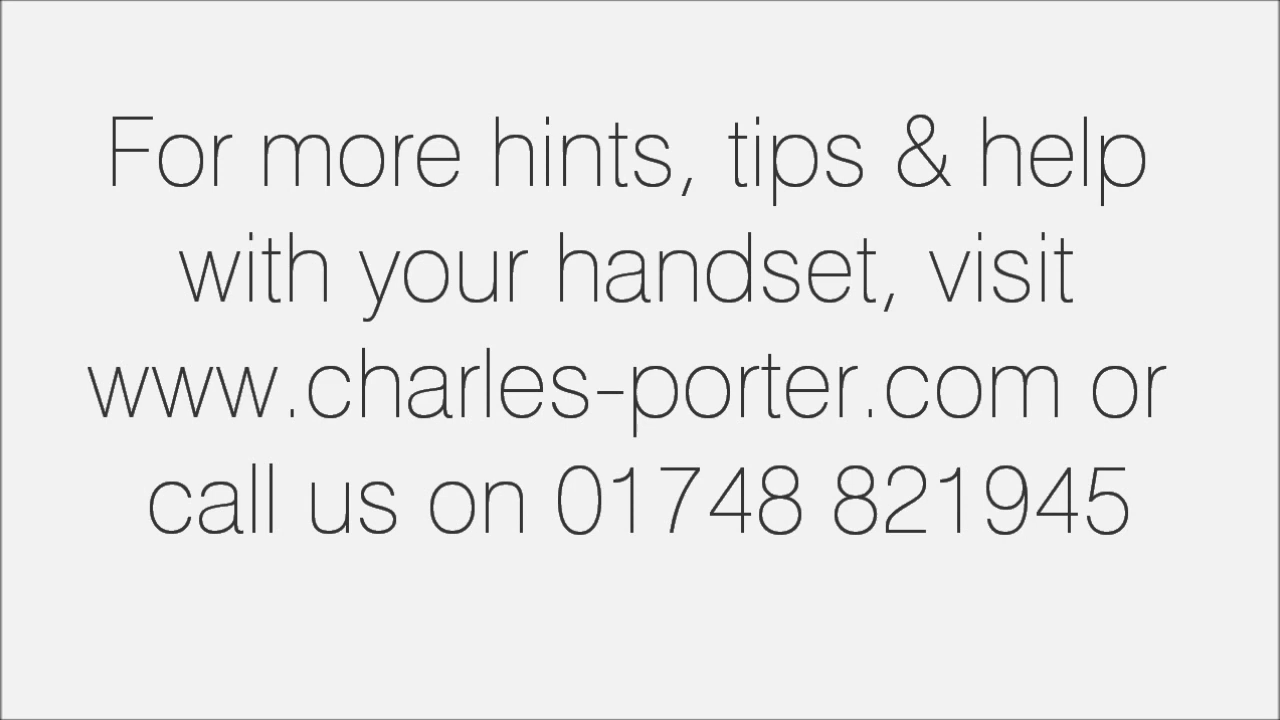 For more hints, tips & help
with your handset, visit
www.charles-porter.com or
call us on 01748 821945